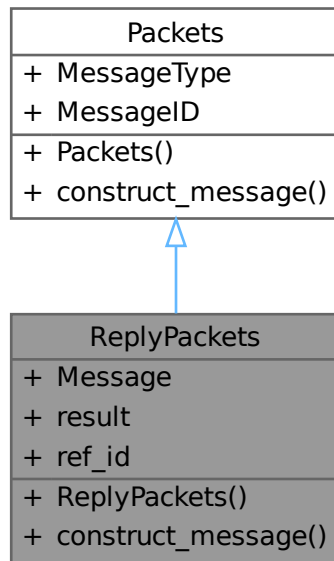 Packets
+ MessageType
+ MessageID
+ Packets()
+ construct_message()
ReplyPackets
+ Message
+ result
+ ref_id
+ ReplyPackets()
+ construct_message()